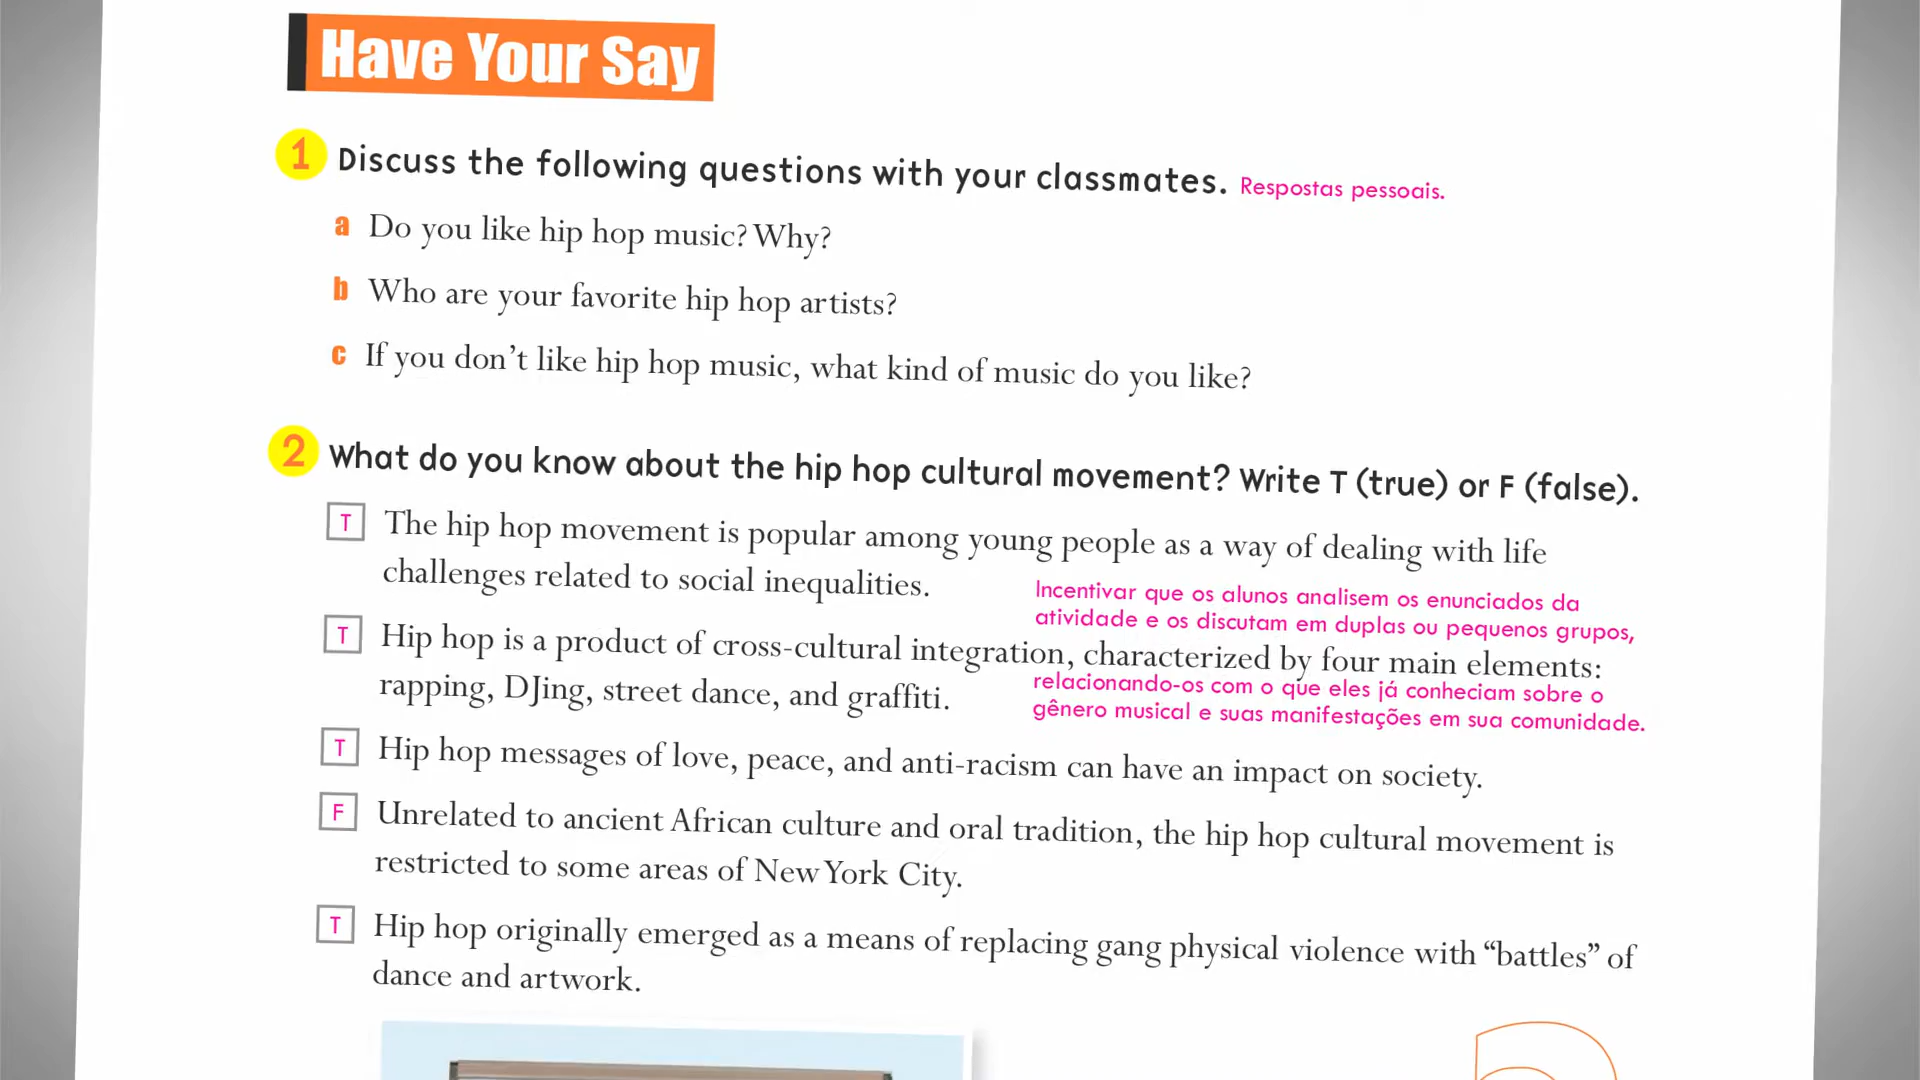 Have Your Say
1 Discuss the following questions with your classmates. Respostas pessoais.
a Do you like hip hop music? Why?
b Who are your favorite hip hop artists?
c If you don’t like hip hop music, what kind of music do you like?
2 What do you know about the hip hop cultural movement? Write T (true) or F (false).
T The hip hop movement is popular among young people as a way of dealing with life
challenges related to social inequalities.
Incentivar que os alunos analisem os enunciados da
atividade e os discutam em duplas ou pequenos grupos,
T Hip hop is a product of cross-cultural integration, characterized by four main elements:
rapping, DJing, street dance, and graffiti.
relacionando-os com o que eles já conheciam sobre o
gênero musical e suas manifestações em sua comunidade.
T Hip hop messages of love, peace, and anti-racism can have an impact on society.
F Unrelated to ancient African culture and oral tradition, the hip hop cultural movement is
restricted to some areas of New York City.
T Hip hop originally emerged as a means of replacing gang physical violence with “battles” of
dance and artwork.